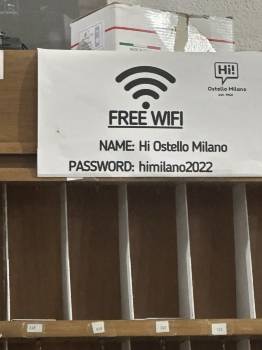 Hi!
Ostello Milano
FREE WIFI
NAME: Hi Ostello Milano
PASSWORD: himilano2022